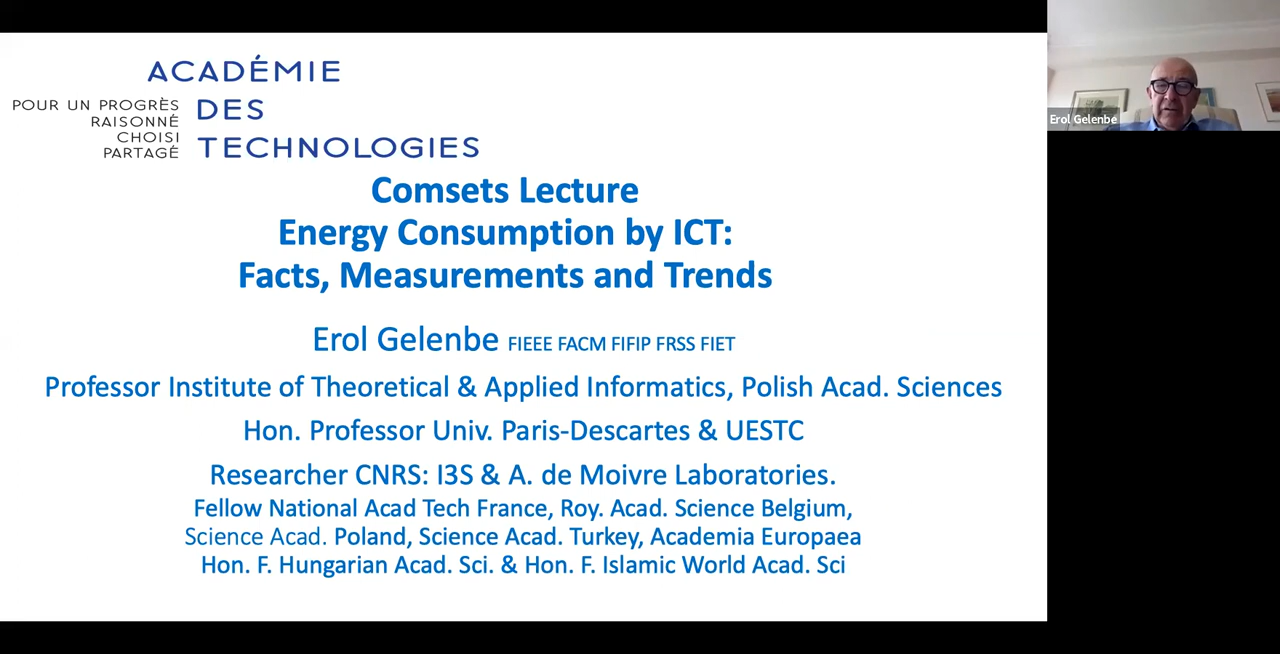 ACADÉMIE
POUR UN PROGRÈS
RAISONNÉ
CHOISI
PARTAGÉ
DES
TECHNOLOGIES
Comsets Lecture
Energy Consumption by ICT:
Facts, Measurements and Trends
Erol Gelenbe FIEEE FACM FIFIP FRSS FIET
Professor Institute of Theoretical & Applied Informatics, Polish Acad. Sciences
Hon. Professor Univ. Paris-Descartes & UESTC
Researcher CNRS: I3S & A. de Moivre Laboratories.
Fellow National Acad Tech France, Roy. Acad. Science Belgium,
Science Acad. Poland, Science Acad. Turkey, Academia Europaea
Hon. F. Hungarian Acad. Sci. & Hon. F. Islamic World Acad. Sci
Erol Gelenbe